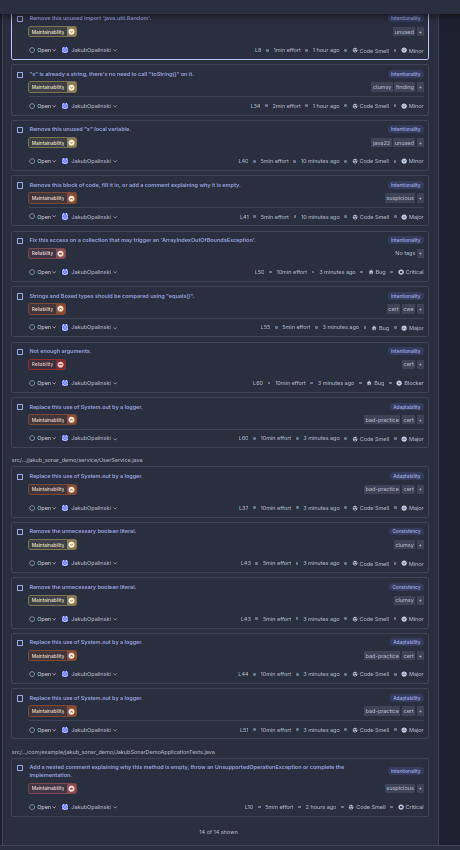 Remove this unused import 'java.util.Random'. Intentionality
Maintainability unused +
Open JakubOpalinski L8 1min effort 1 hour ago Code Smell Minor
"x" is already a string, there's no need to call "toString()" on it. Intentionality
Maintainability clumsy finding +
Open JakubOpalinski L34 2min effort 1 hour ago Code Smell Minor
Remove this unused "x" local variable. Intentionality
Maintainability java22 unused +
Open JakubOpalinski L40 5min effort 10 minutes ago Code Smell Minor
Remove this block of code, fill it in, or add a comment explaining why it is empty. Intentionality
Maintainability suspicious +
Open JakubOpalinski L41 5min effort 10 minutes ago Code Smell Major
Fix this access on a collection that may trigger an 'ArrayIndexOutOfBoundsException'. Intentionality
Reliability No tags +
Open JakubOpalinski L50 10min effort 3 minutes ago Bug Critical
Strings and Boxed types should be compared using "equals()". Intentionality
Reliability cert cwe +
Open JakubOpalinski L55 5min effort 3 minutes ago Bug Major
Not enough arguments. Intentionality
Reliability cert +
Open JakubOpalinski L60 10min effort 3 minutes ago Bug Blocker
Replace this use of System.out by a logger. Adaptability
Maintainability bad-practice cert +
Open JakubOpalinski L60 10min effort 3 minutes ago Code Smell Major
src/.../jakub_sonar_demo/service/UserService.java
Replace this use of System.out by a logger. Adaptability
Maintainability bad-practice cert +
Open JakubOpalinski L37 10min effort 3 minutes ago Code Smell Major
Remove the unnecessary boolean literal. Consistency
Maintainability clumsy +
Open JakubOpalinski L43 5min effort 3 minutes ago Code Smell Minor
Remove the unnecessary boolean literal. Consistency
Maintainability clumsy +
Open JakubOpalinski L43 5min effort 3 minutes ago Code Smell Minor
Replace this use of System.out by a logger. Adaptability
Maintainability bad-practice cert +
Open JakubOpalinski L44 10min effort 3 minutes ago Code Smell Major
Replace this use of System.out by a logger. Adaptability
Maintainability bad-practice cert +
Open JakubOpalinski L51 10min effort 3 minutes ago Code Smell Major
src/.../com/example/jakub_sonar_demo/JakubSonarDemoApplicationTests.java
Add a nested comment explaining why this method is empty, throw an UnsupportedOperationException or complete the Intentionality
implementation.
Maintainability suspicious +
Open JakubOpalinski L10 5min effort 2 hours ago Code Smell Critical
14 of 14 shown